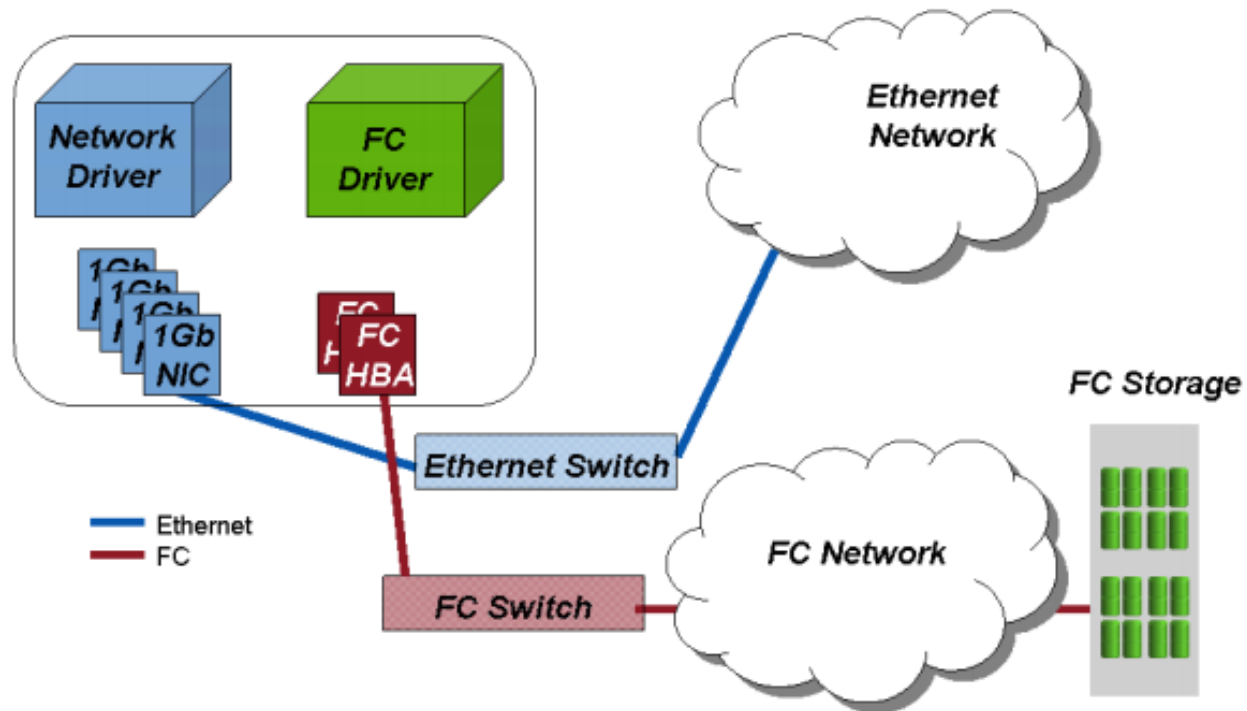 Network
Driver
FC
Driver
Ethernet
Network
1Gb
1Gb
1Gb
1Gb
NIC
FC
FC
HBA
FC Storage
Ethernet Switch
Ethernet
FC
FC Network
FC Switch